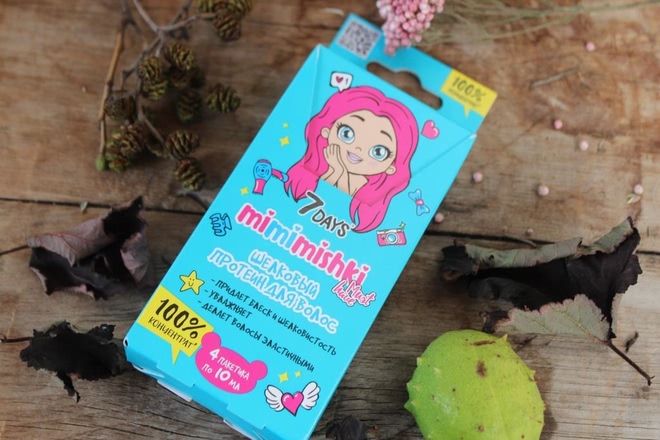 100%
КОНЦЕНТРАТ
7 DAYS
mimimishki
Must have
ШЕЛКОВЫЙ
ПРОТЕИН ДЛЯ ВОЛОС
- ПРИДАЕТ БЛЕСК И ШЕЛКОВИСТОСТЬ
- УВЛАЖНЯЕТ
- ДЕЛАЕТ ВОЛОСЫ ЭЛАСТИЧНЫМИ
100%
КОНЦЕНТРАТ*
4 ПАКЕТИКА
ПО 10 МЛ